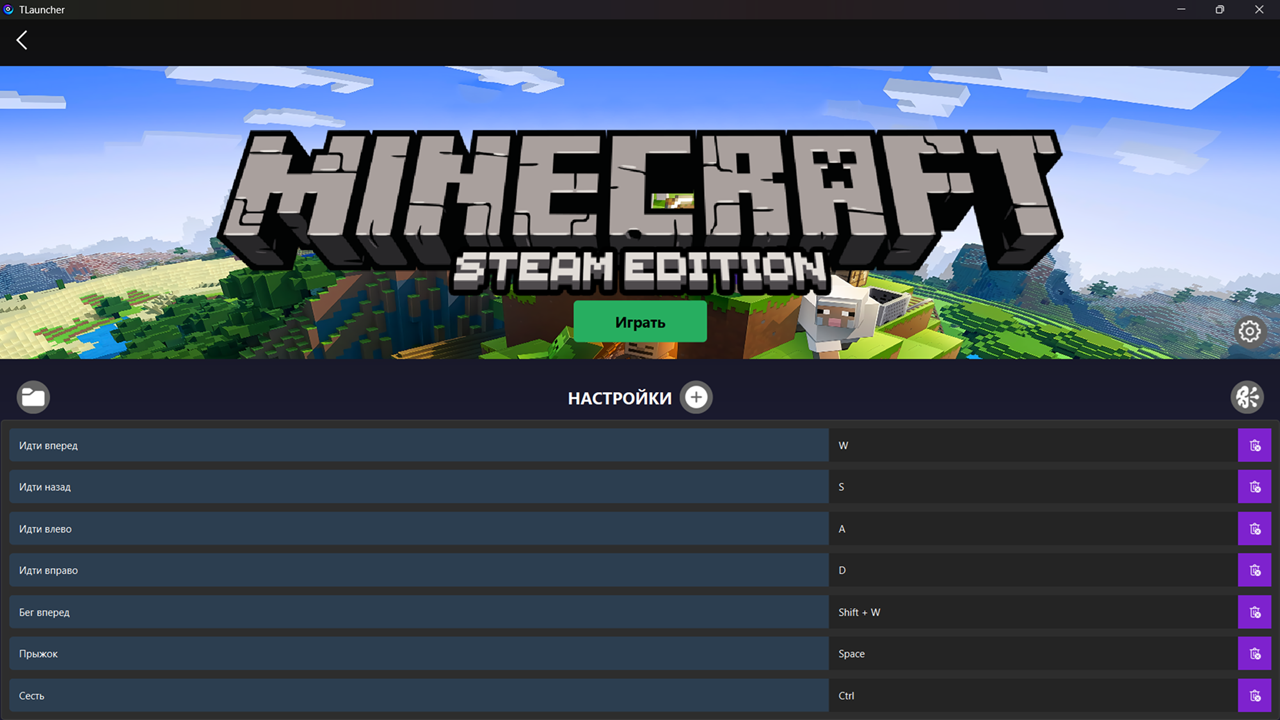 TLauncher
MINECRAFT
STEAM EDITION
Играть
НАСТРОЙКИ
Идти вперед W
Идти назад S
Идти влево A
Идти вправо D
Бег вперед Shift + W
Прыжок Space
Сесть Ctrl